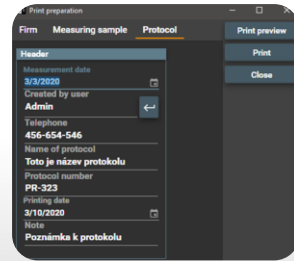 Print preparation
Firm Measuring sample Protocol
Print preview
Print
Close
Header
Measurement date
3/3/2020
Created by user
Admin
Telephone
456-654-546
Name of protocol
Toto je název protokolu
Protocol number
PR-323
Printing date
3/10/2020
Note
Poznámka k protokolu